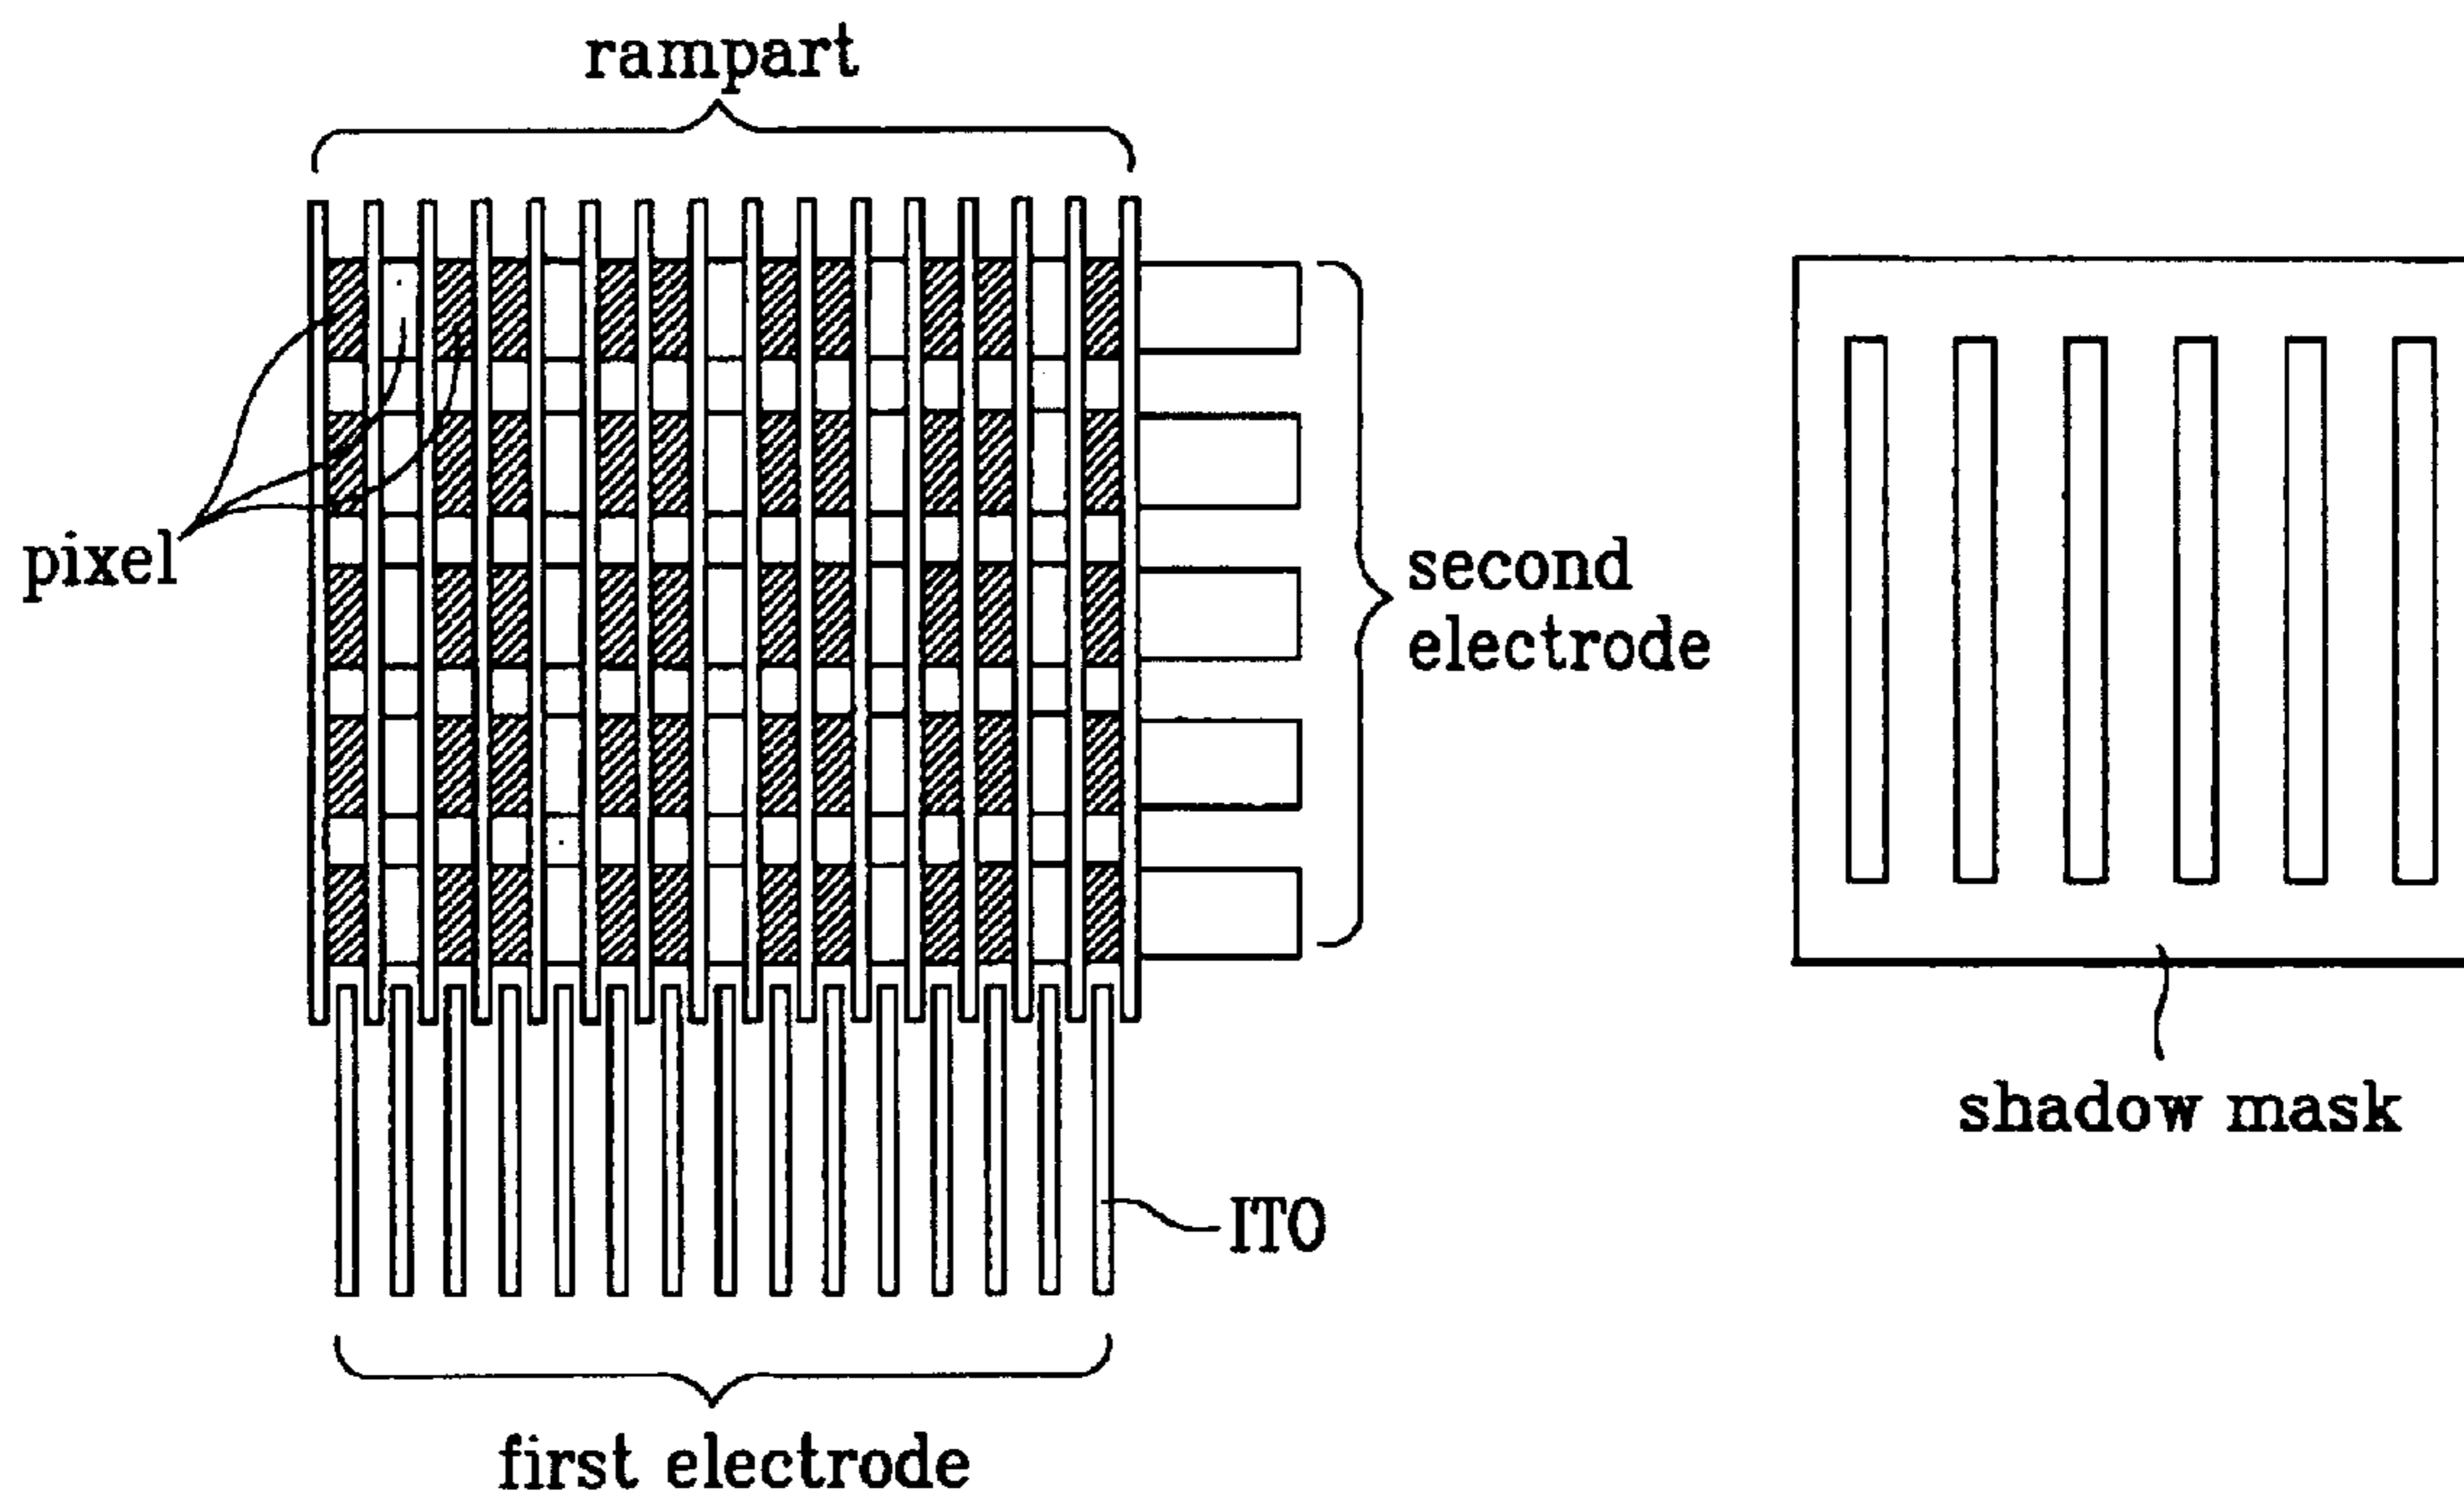 rampart
pixel
second
electrode
shadow mask
ITO
first electrode